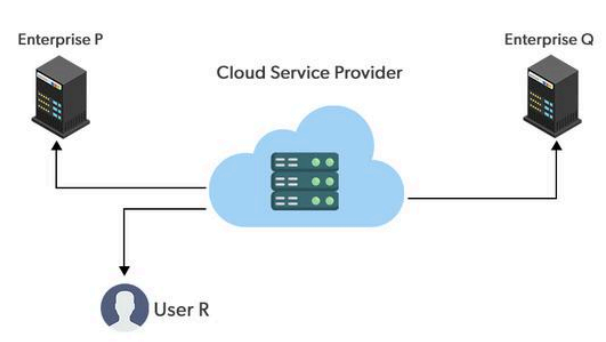 Enterprise P
Enterprise Q
Cloud Service Provider
User R